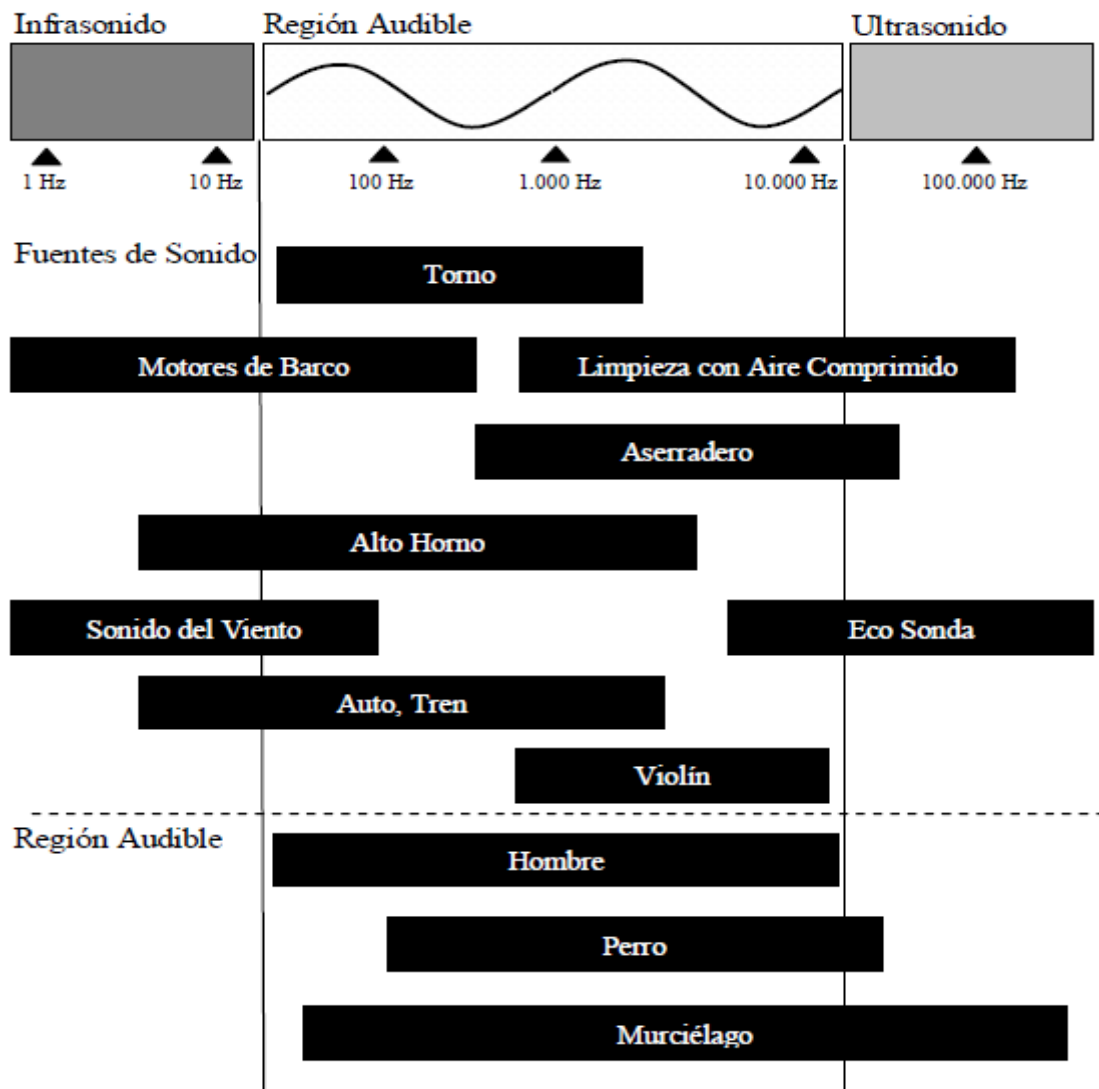 Infrasonido
Región Audible
Ultrasonido
1 Hz
10 Hz
100 Hz
1.000 Hz
10.000 Hz
100.000 Hz
Fuentes de Sonido
Torno
Motores de Barco
Limpieza con Aire Comprimido
Aserradero
Alto Horno
Sonido del Viento
Eco Sonda
Auto, Tren
Violín
Región Audible
Hombre
Perro
Murciélago